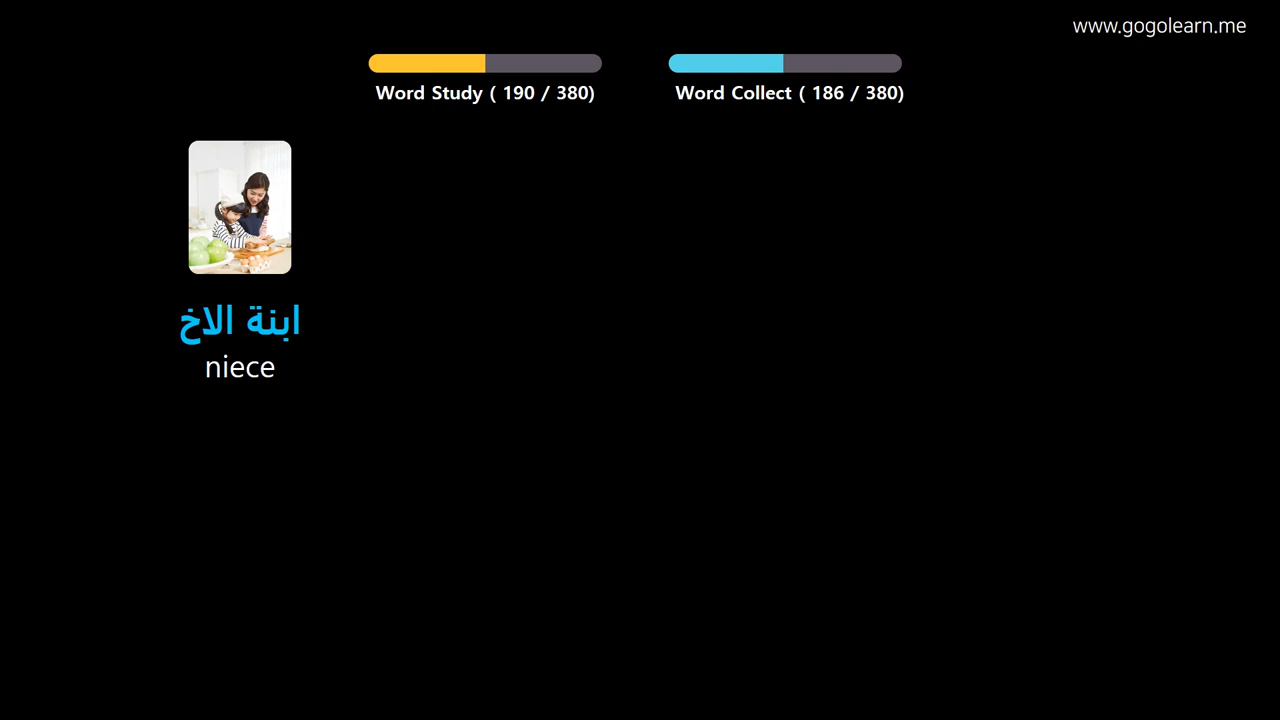 www.gogolearn.me
Word Study ( 190 / 380)
Word Collect ( 186 / 380)
ابنة الاخ
niece